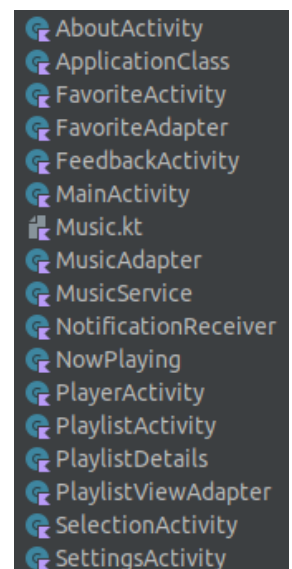 AboutActivity
ApplicationClass
FavoriteActivity
FavoriteAdapter
FeedbackActivity
MainActivity
Music.kt
MusicAdapter
MusicService
NotificationReceiver
NowPlaying
PlayerActivity
PlaylistActivity
PlaylistDetails
PlaylistViewAdapter
SelectionActivity
SettingsActivity